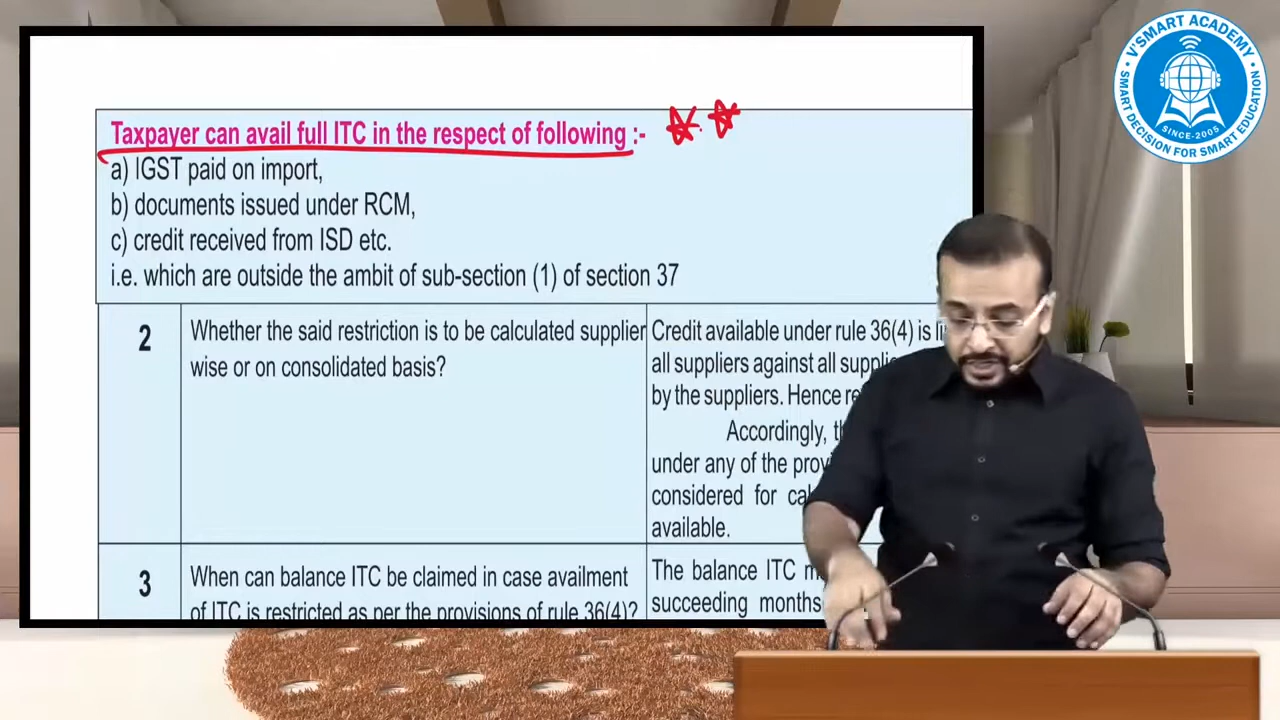 Taxpayer can avail full ITC in the respect of following :-
a) IGST paid on import,
b) documents issued under RCM,
c) credit received from ISD etc.
i.e. which are outside the ambit of sub-section (1) of section 37
2
Whether the said restriction is to be calculated supplier
wise or on consolidated basis?
Credit available under rule 36(4) is
all suppliers against all
by the suppliers. Hence
Accordingly,
under any of the
considered for
available.
3
When can balance ITC be claimed in case availment
of ITC is restricted as per the provisions of rule 36(4)?
The balance ITC
succeeding months
V'SMART ACADEMY
SINCE-2005
SMART DECISION FOR SMART EDUCATION